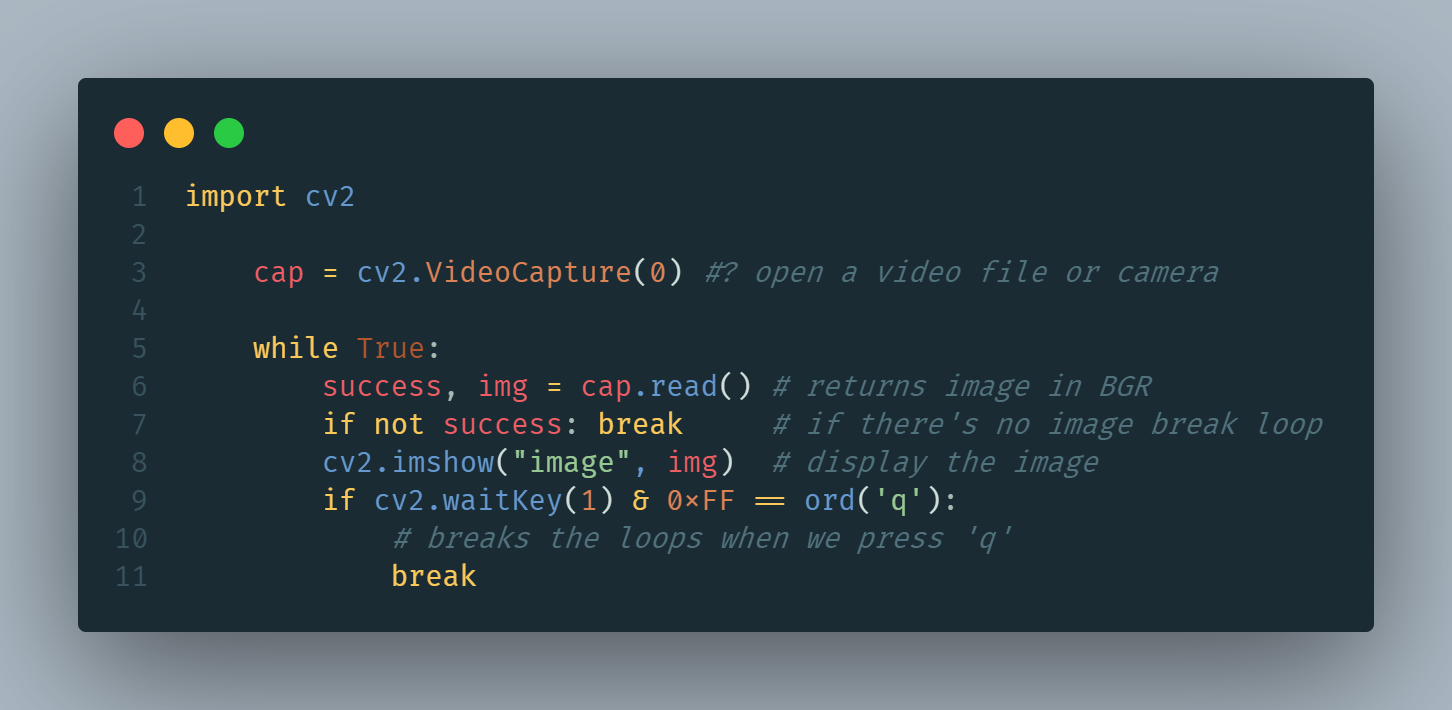 1 import cv2
2
3     cap = cv2.VideoCapture(0) #? open a video file or camera
4
5     while True:
6         success, img = cap.read() # returns image in BGR
7         if not success: break     # if there's no image break loop
8         cv2.imshow("image", img)  # display the image
9         if cv2.waitKey(1) & 0xFF == ord('q'):
10             # breaks the loops when we press 'q'
11             break